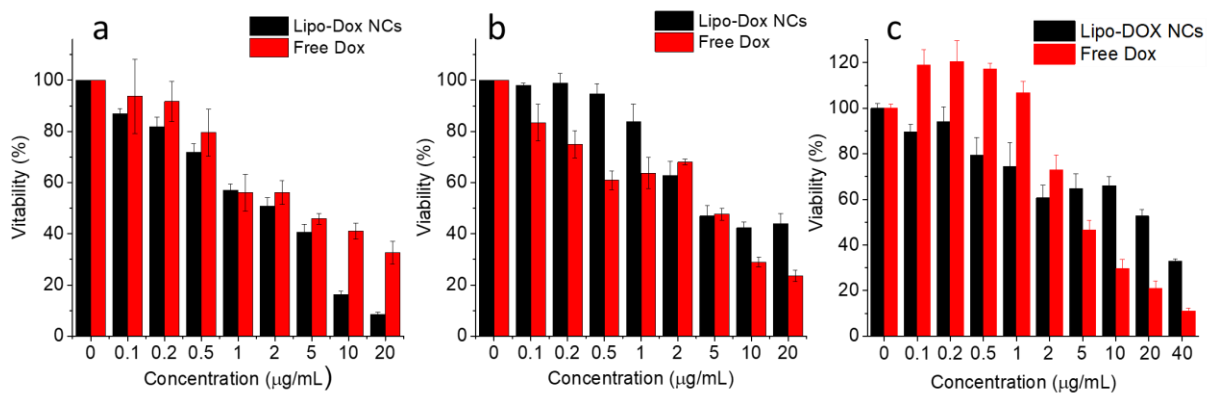 a
Lipo-Dox NCs
Free Dox
Vitability (%)
100
80
60
40
20
0
0 0.1 0.2 0.5 1 2 5 10 20
Concentration (μg/mL)
b
Lipo-Dox NCs
Free Dox
Viability (%)
100
80
60
40
20
0
0 0.1 0.2 0.5 1 2 5 10 20
Concentration (μg/mL)
c
Lipo-DOX NCs
Free Dox
Viability (%)
120
100
80
60
40
20
0
0 0.1 0.2 0.5 1 2 5 10 20 40
Concentration (μg/mL)